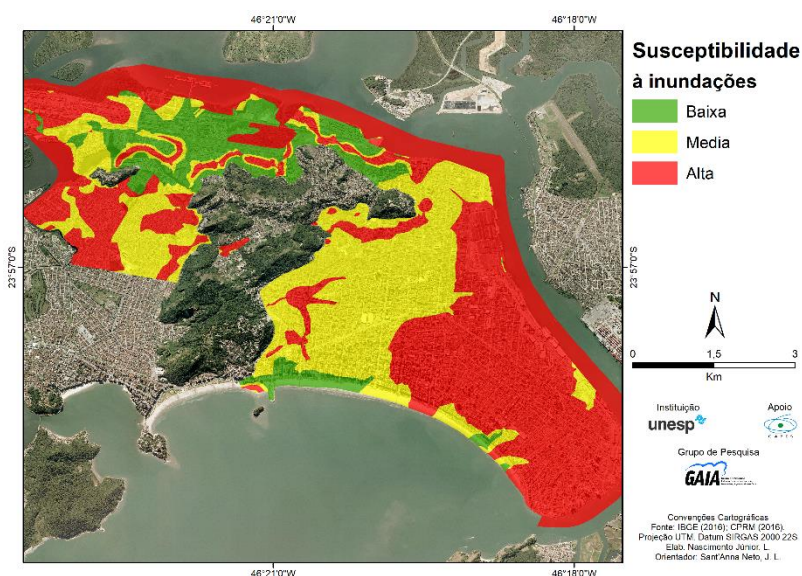 46°21'0"W
46°18'0"W
Susceptibilidade
à inundações
Baixa
Media
Alta
23°57'0"S
23°57'0"S
N
0
1,5
3
Km
Instituição
unesp
Apoio
Grupo de Pesquisa
GAIA
Convenções Cartográficas
Fonte: IBGE (2016); CPRM (2016).
Projeção UTM. Datum SIRGAS 2000 22S
Elab. Nascimento Júnior. L.
Orientador: Sant'Anna Neto, J. L.
46°21'0"W
46°18'0"W